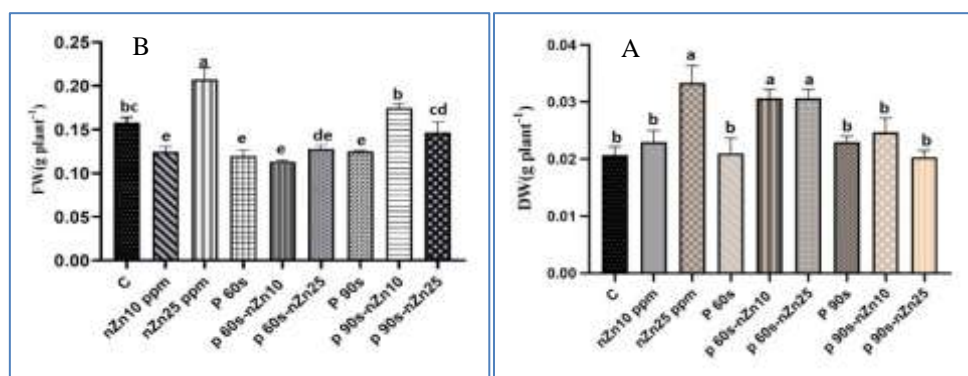 B
FW(g plant⁻¹)
0.25
0.20
0.15
0.10
0.05
0.00
bc
e
a
e
e
de
e
b
cd
C
nZn10 ppm
nZn25 ppm
P 60s
p 60s-nZn10
p 60s-nZn25
P 90s
p 90s-nZn10
p 90s-nZn25
A
DW(g plant⁻¹)
0.04
0.03
0.02
0.01
0.00
b
b
a
b
a
a
b
b
b
C
nZn10 ppm
nZn25 ppm
P 60s
p 60s-nZn10
p 60s-nZn25
P 90s
p 90s-nZn10
p 90s-nZn25